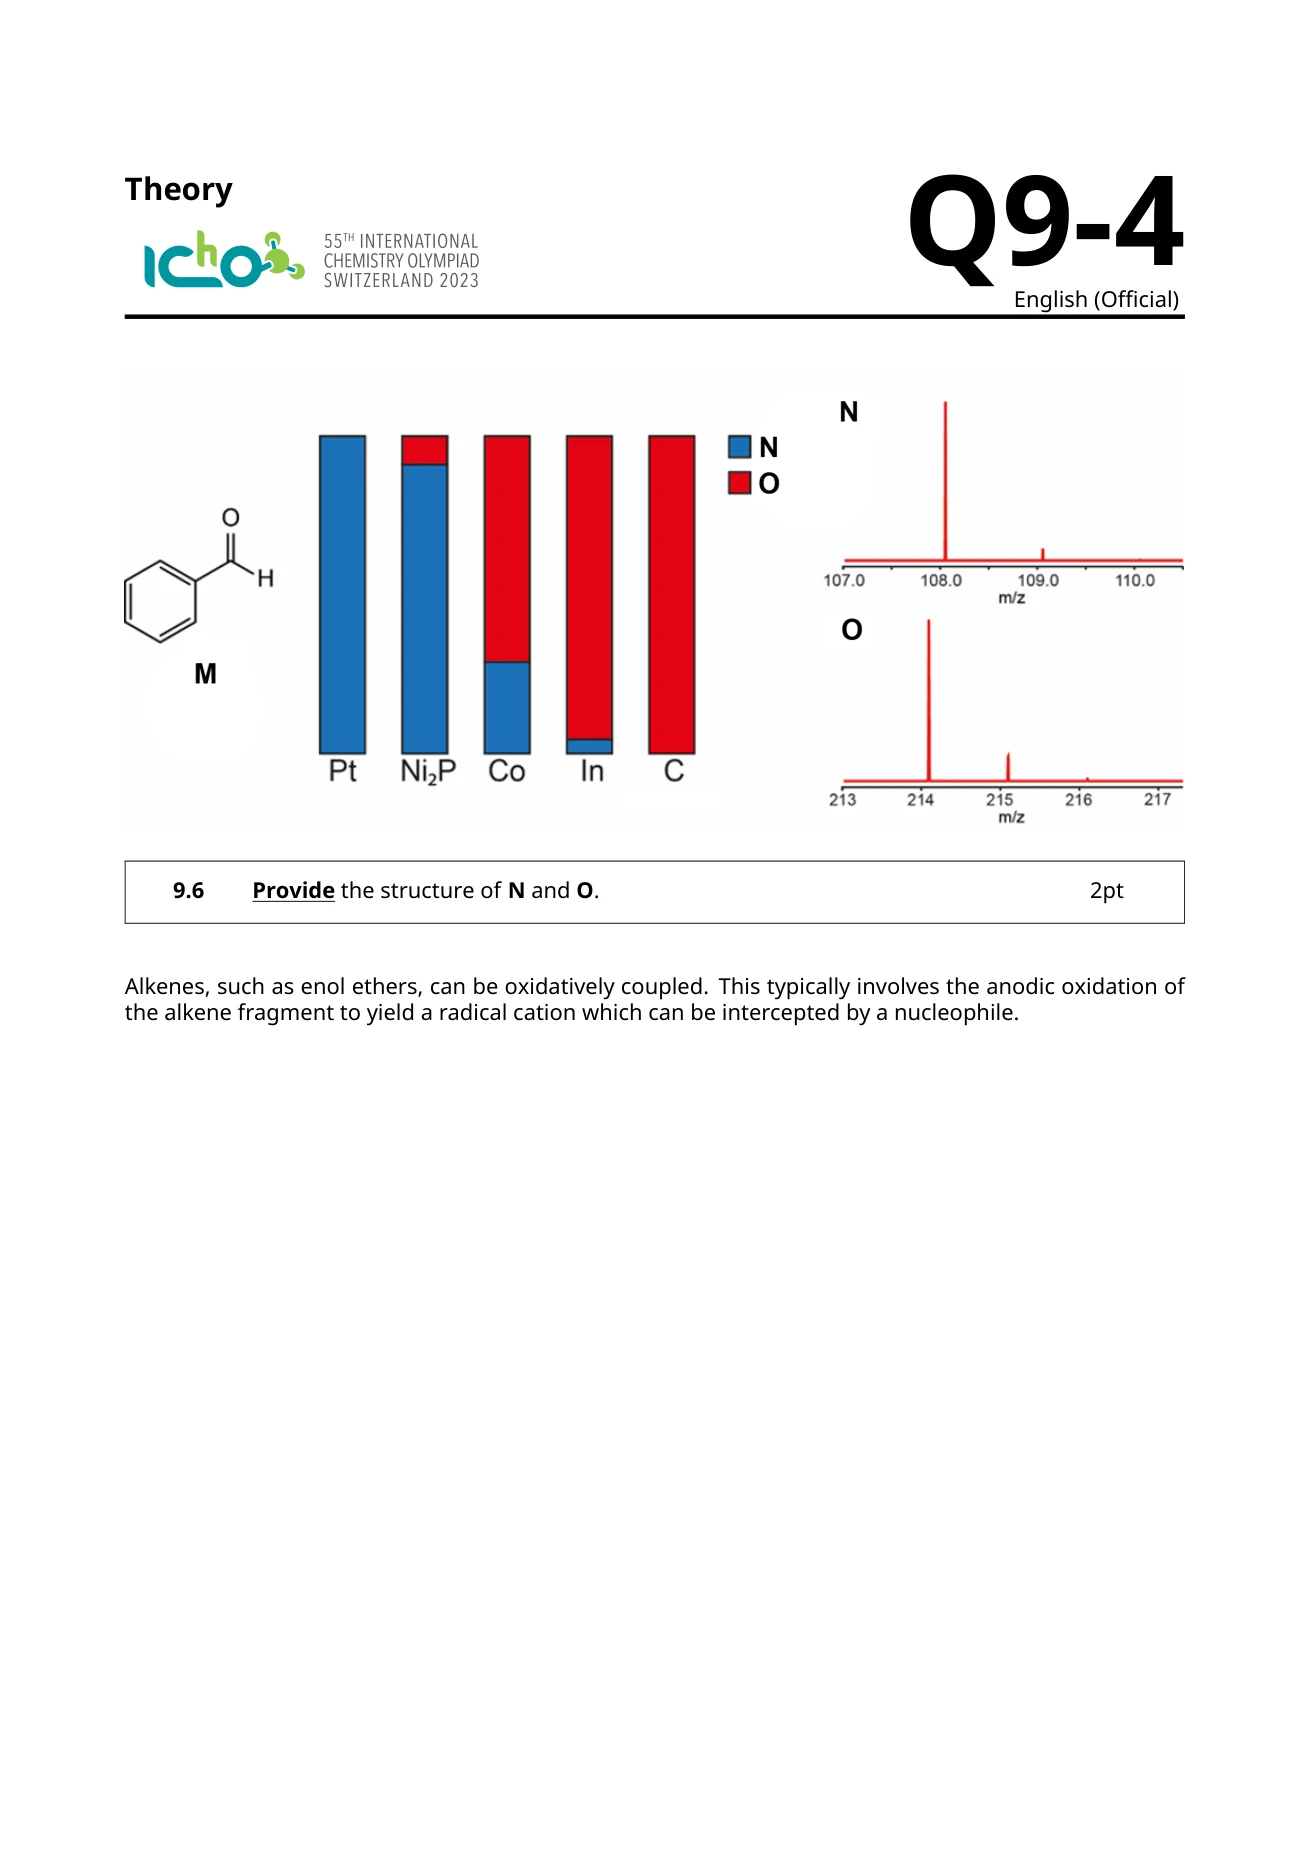 Theory
Q9-4
IChO
55TH INTERNATIONAL
CHEMISTRY OLYMPIAD
SWITZERLAND 2023
English (Official)
O
H
M
Pt
Ni₂P
Co
In
C
N
O
N
107.0
108.0
109.0
110.0
m/z
O
213
214
215
216
217
m/z
9.6 Provide the structure of N and O. 2pt
Alkenes, such as enol ethers, can be oxidatively coupled. This typically involves the anodic oxidation of
the alkene fragment to yield a radical cation which can be intercepted by a nucleophile.